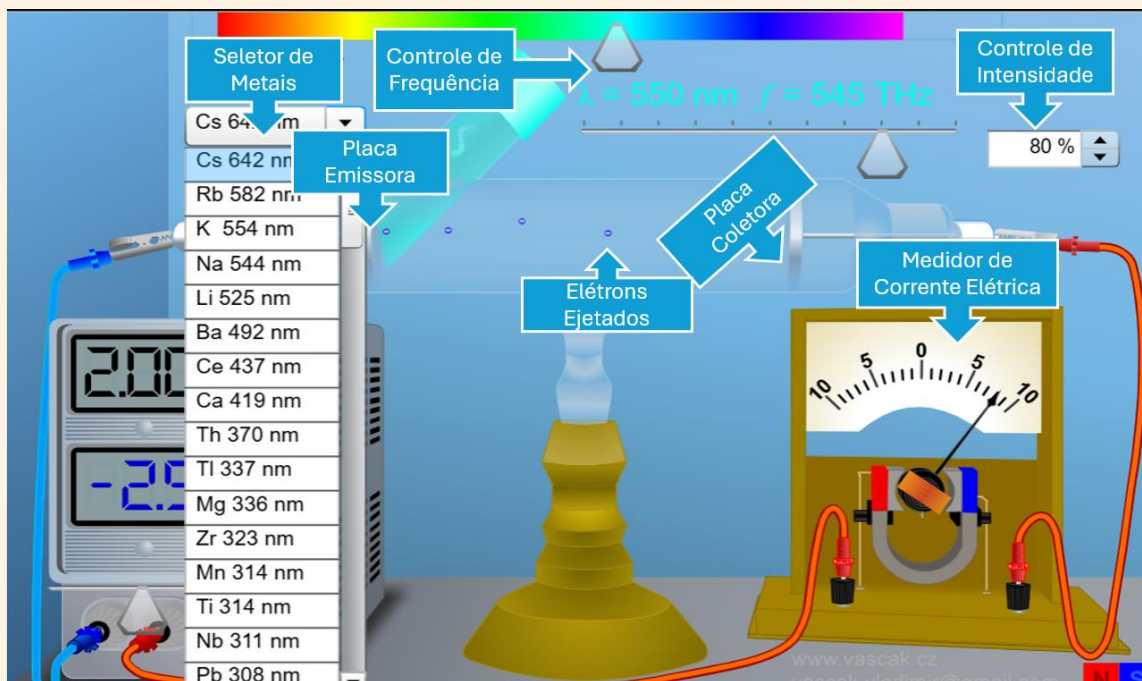 Seletor de
Metais
Controle de
Frequência
Controle de
Intensidade
λ = 550 nm f = 545 THz
80 %
Cs 642 nm
Rb 582 nm
K 554 nm
Na 544 nm
Li 525 nm
Ba 492 nm
Ce 437 nm
Ca 419 nm
Th 370 nm
Tl 337 nm
Mg 336 nm
Zr 323 nm
Mn 314 nm
Ti 314 nm
Nb 311 nm
Pb 308 nm
Placa
Emissora
f
Placa
Coletora
Elétrons
Ejetados
Medidor de
Corrente Elétrica
10 5 0 5 10
www.vascak.cz
N S